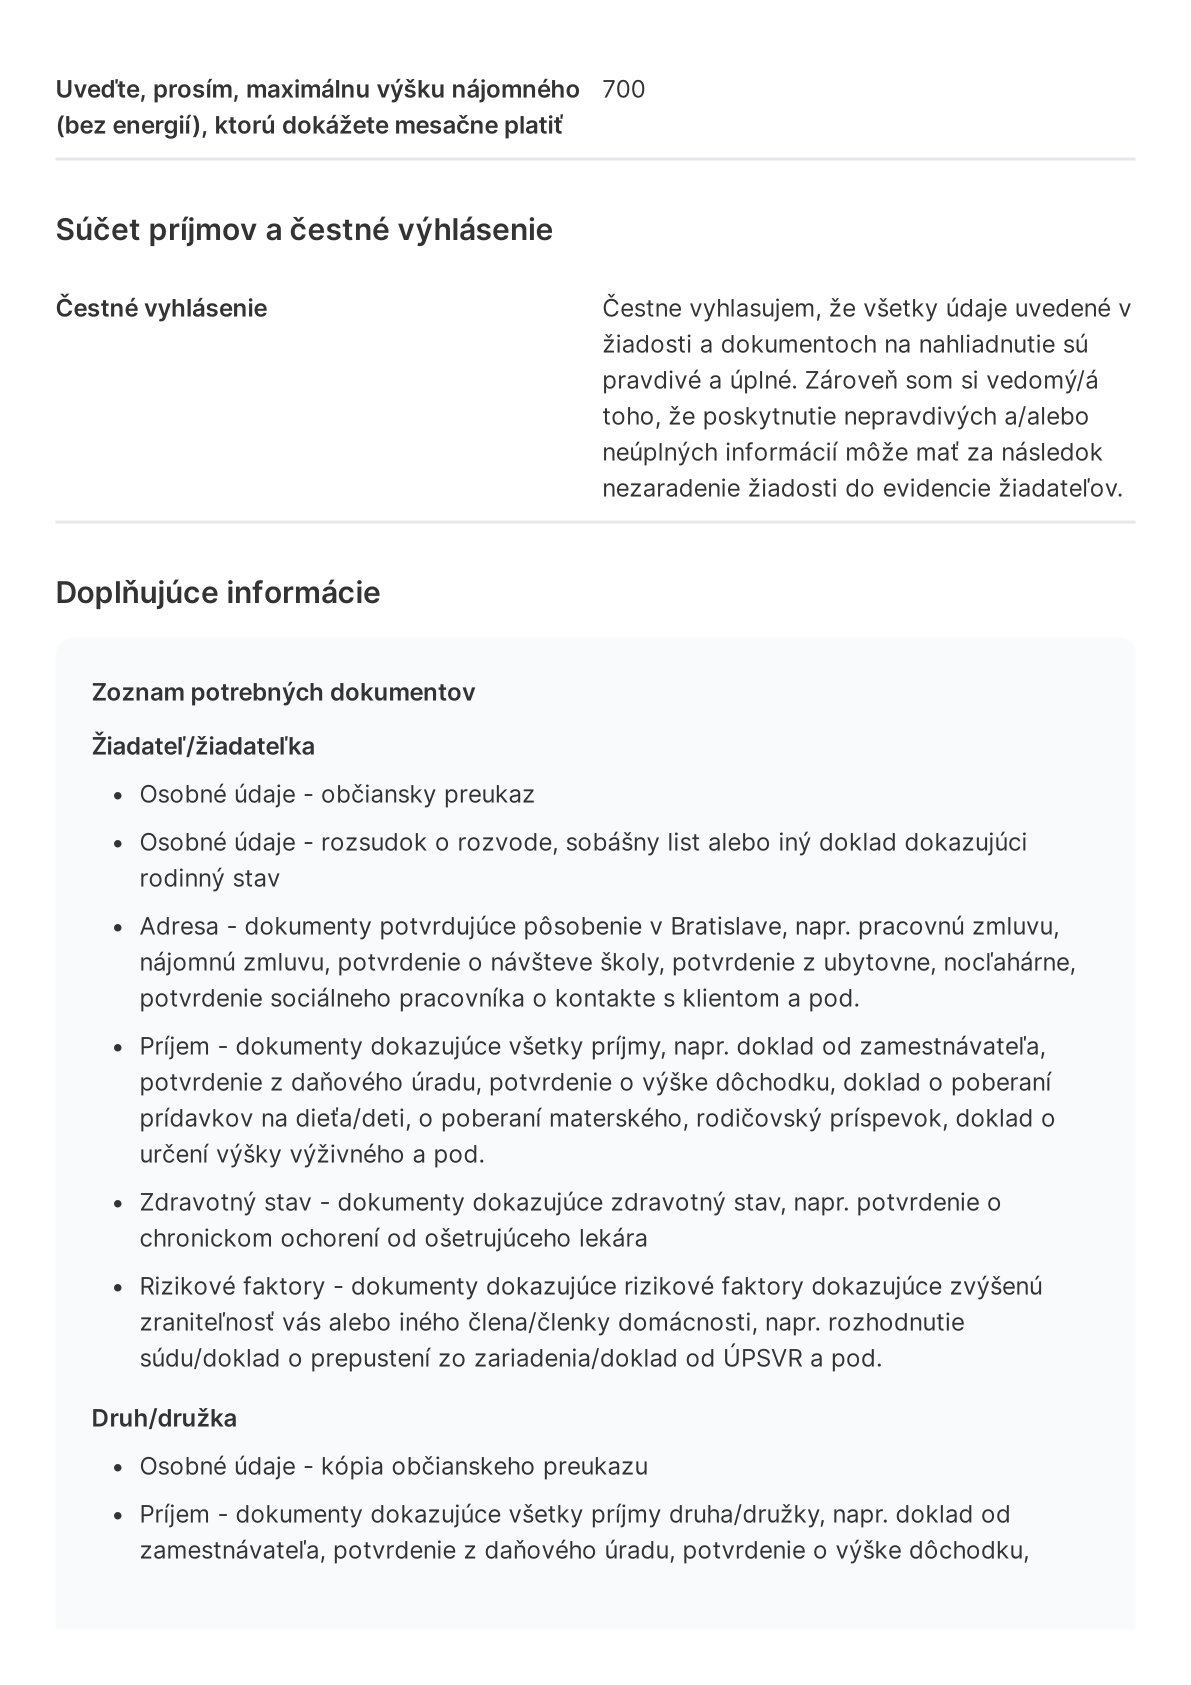 Uveďte, prosím, maximálnu výšku nájomného 700
(bez energií), ktorú dokážete mesačne platiť
Súčet príjmov a čestné výhlásenie
Čestné vyhlásenie
Čestne vyhlasujem, že všetky údaje uvedené v
žiadosti a dokumentoch na nahliadnutie sú
pravdivé a úplné. Zároveň som si vedomý/á
toho, že poskytnutie nepravdivých a/alebo
neúplných informácií môže mať za následok
nezaradenie žiadosti do evidencie žiadateľov.
Doplňujúce informácie
Zoznam potrebných dokumentov
Žiadateľ/žiadateľka
• Osobné údaje - občiansky preukaz
• Osobné údaje - rozsudok o rozvode, sobášny list alebo iný doklad dokazujúci
rodinný stav
• Adresa - dokumenty potvrdujúce pôsobenie v Bratislave, napr. pracovnú zmluvu,
nájomnú zmluvu, potvrdenie o návšteve školy, potvrdenie z ubytovne, nocľahárne,
potvrdenie sociálneho pracovníka o kontakte s klientom a pod.
• Príjem - dokumenty dokazujúce všetky príjmy, napr. doklad od zamestnávateľa,
potvrdenie z daňového úradu, potvrdenie o výške dôchodku, doklad o poberaní
prídavkov na dieťa/deti, o poberaní materského, rodičovský príspevok, doklad o
určení výšky výživného a pod.
• Zdravotný stav - dokumenty dokazujúce zdravotný stav, napr. potvrdenie o
chronickom ochorení od ošetrujúceho lekára
• Rizikové faktory - dokumenty dokazujúce rizikové faktory dokazujúce zvýšenú
zraniteľnosť vás alebo iného člena/členky domácnosti, napr. rozhodnutie
súdu/doklad o prepustení zo zariadenia/doklad od ÚPSVR a pod.
Druh/družka
• Osobné údaje - kópia občianskeho preukazu
• Príjem - dokumenty dokazujúce všetky príjmy druha/družky, napr. doklad od
zamestnávateľa, potvrdenie z daňového úradu, potvrdenie o výške dôchodku,